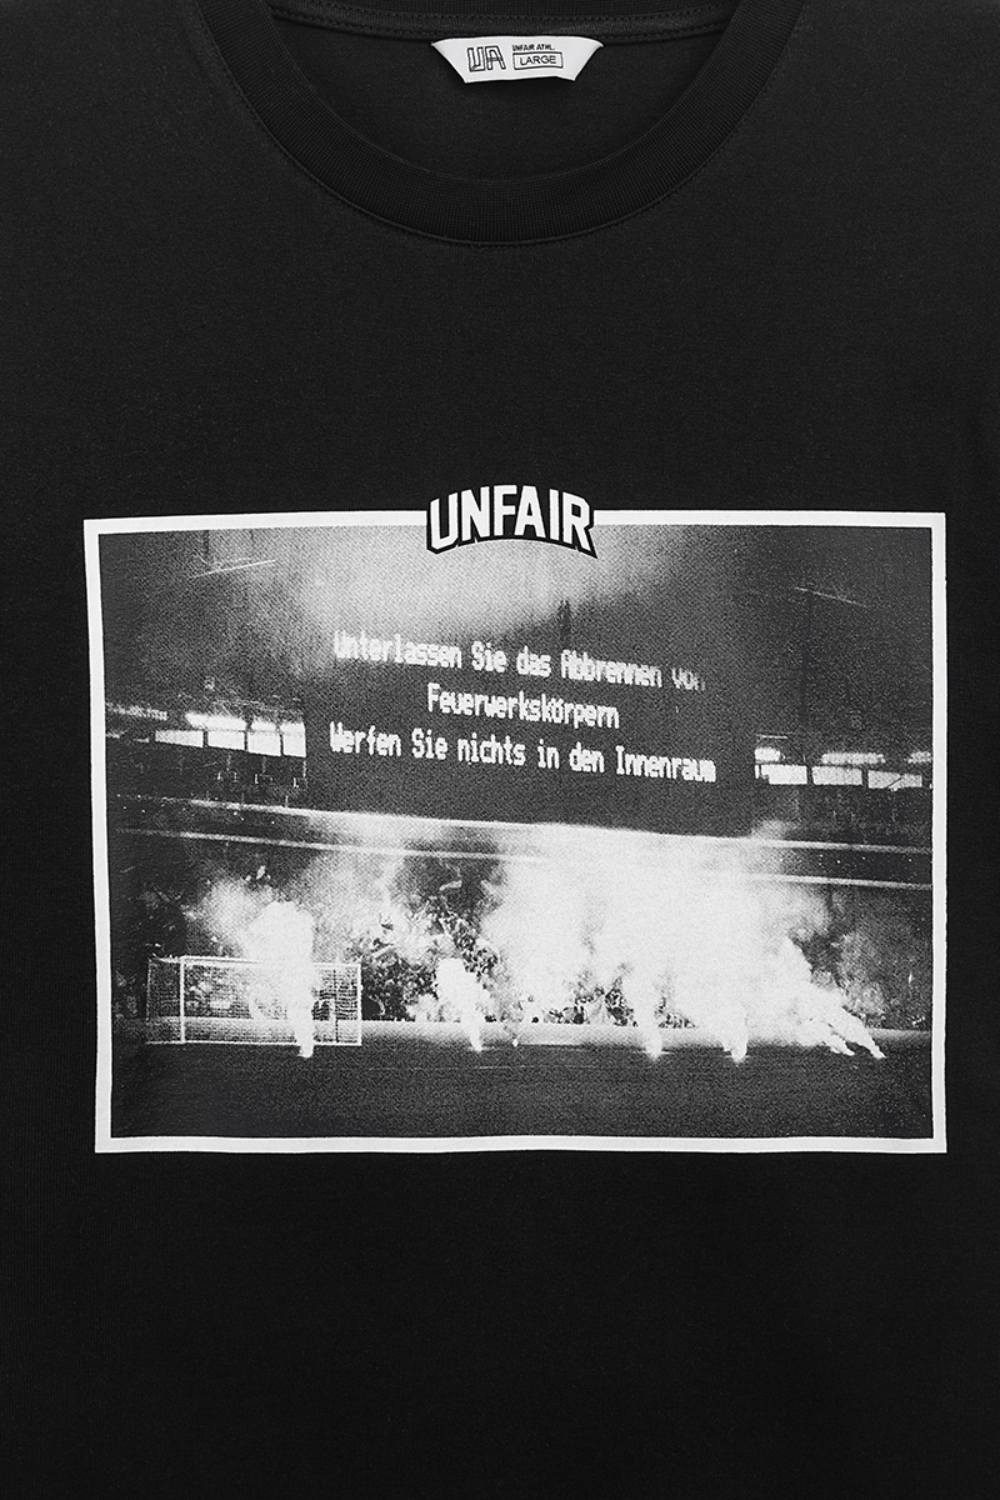 UA
UNFAIR ATHL.
LARGE
UNFAIR
Unterlassen Sie das Abbrennen von
Feuerwerkskörpern
Werfen Sie nichts in den Innenraum